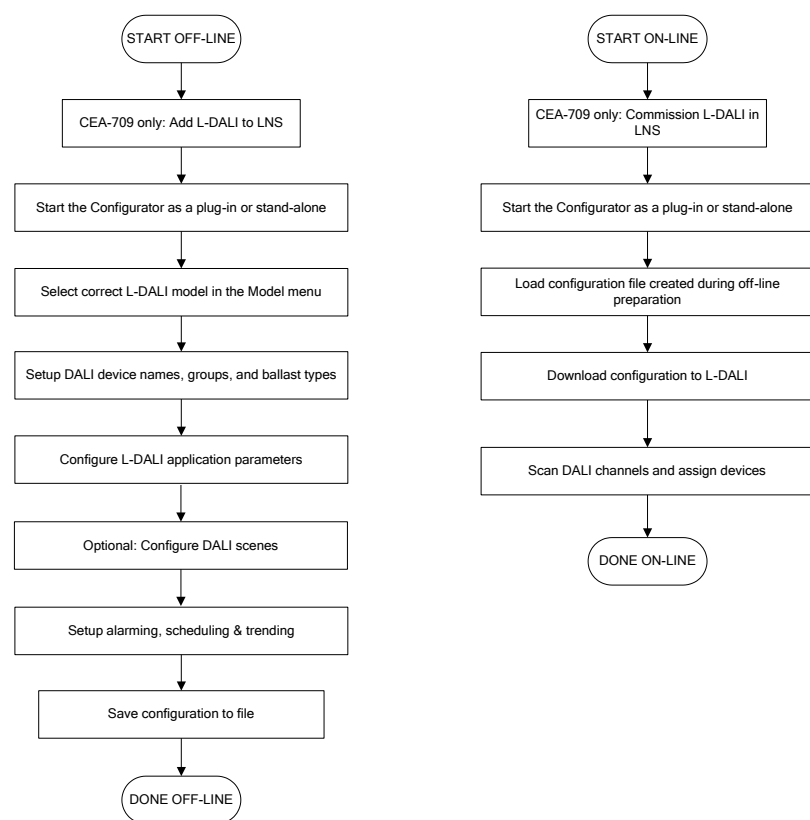 START OFF-LINE
CEA-709 only: Add L-DALI to LNS
Start the Configurator as a plug-in or stand-alone
Select correct L-DALI model in the Model menu
Setup DALI device names, groups, and ballast types
Configure L-DALI application parameters
Optional: Configure DALI scenes
Setup alarming, scheduling & trending
Save configuration to file
DONE OFF-LINE
START ON-LINE
CEA-709 only: Commission L-DALI in
LNS
Start the Configurator as a plug-in or stand-alone
Load configuration file created during off-line
preparation
Download configuration to L-DALI
Scan DALI channels and assign devices
DONE ON-LINE